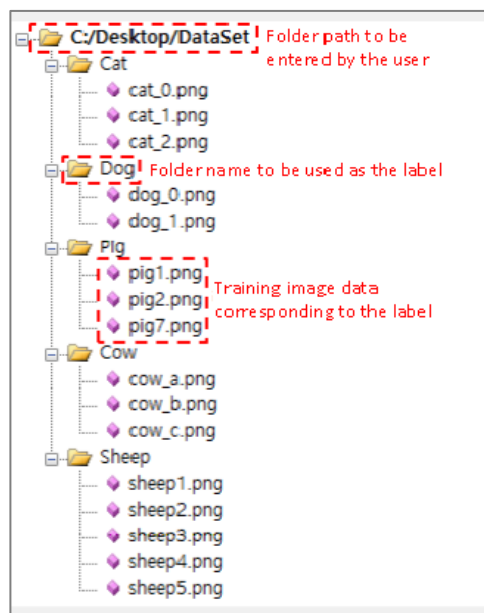 C:/Desktop/DataSet Folder path to be
entered by the user
Cat
cat_0.png
cat_1.png
cat_2.png
Dog Folder name to be used as the label
dog_0.png
dog_1.png
PIg
pig1.png
pig2.png Training image data
pig7.png corresponding to the label
Cow
cow_a.png
cow_b.png
cow_c.png
Sheep
sheep1.png
sheep2.png
sheep3.png
sheep4.png
sheep5.png